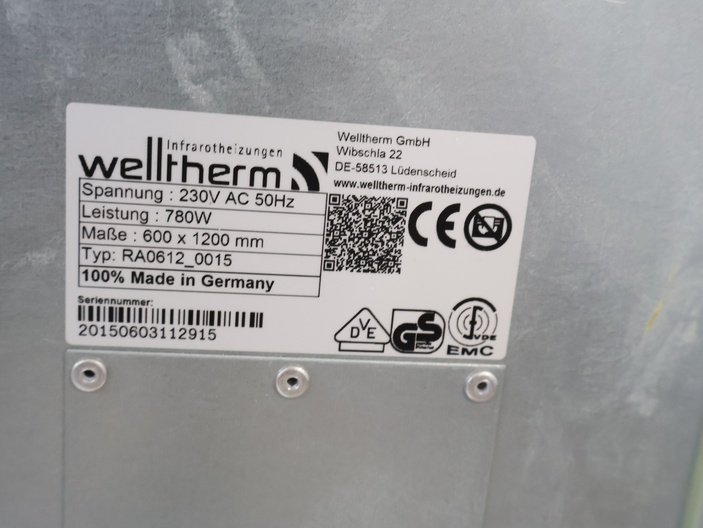 Infrarotheizungen
welltherm
Welltherm GmbH
Wibschla 22
DE-58513 Lüdenscheid
www.welltherm-infrarotheizungen.de
Spannung : 230V AC 50Hz
Leistung : 780W
Maße : 600 x 1200 mm
Typ: RA0612_0015
100% Made in Germany
CE
Seriennummer:
20150603112915
DVE
GS
VDE
EMC